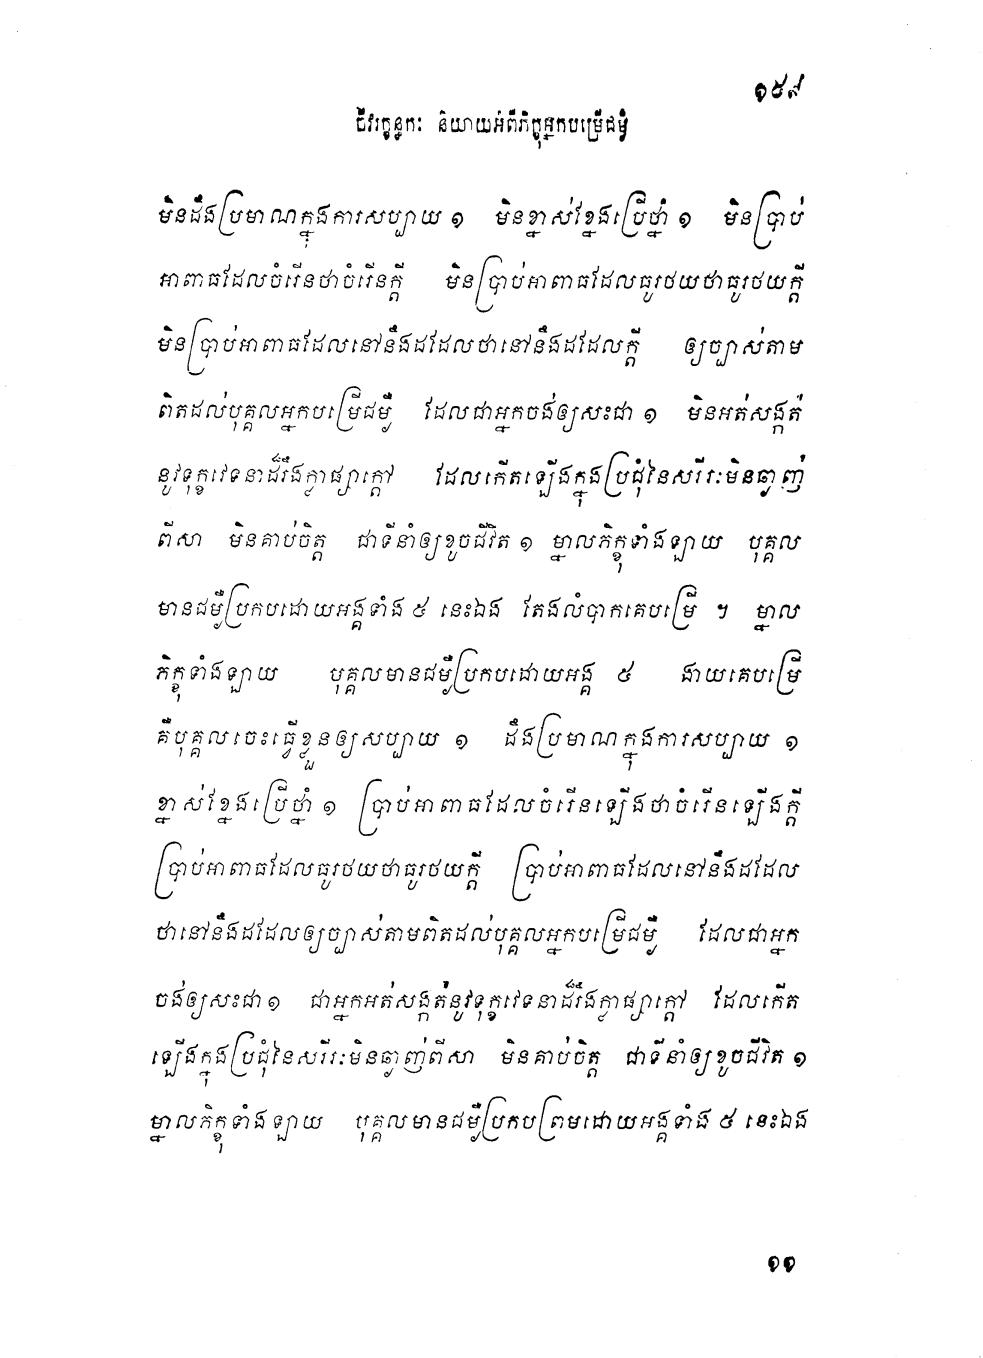 ១៥៩
ចីវរក្ខន្ធកៈ និយាយអំពីភិក្ខុអ្នកបម្រើជម្ងឺ
មិនដឹងប្រមាណក្នុងការសប្បាយ ១ មិនខ្នាស់ខ្នែងប្រើថ្នាំ ១ មិនប្រាប់
អាពាធដែលចំរើនថាចំរើនក្តី មិនប្រាប់អាពាធដែលធូរថយថាធូរថយក្តី
មិនប្រាប់អាពាធដែលនៅនឹងដដែលថានៅនឹងដដែលក្តី ឲ្យច្បាស់តាម
ពិតដល់បុគ្គលអ្នកបម្រើជម្ងឺ ដែលជាអ្នកចង់ឲ្យសះជា ១ មិនអត់សង្កត់
នូវទុក្ខវេទនាដ៏រឹងក្លាផ្សាក្តៅ ដែលកើតឡើងក្នុងប្រជុំនៃសរីរៈមិនឆ្ងាញ់
ពីសា មិនគាប់ចិត្ត ជាទីនាំឲ្យខូចជីវិត ១ ម្នាលភិក្ខុទាំងឡាយ បុគ្គល
មានជម្ងឺប្រកបដោយអង្គទាំង ៥ នេះឯង តែងលំបាកគេបម្រើ ។ ម្នាល
ភិក្ខុទាំងឡាយ បុគ្គលមានជម្ងឺប្រកបដោយអង្គ ៥ ងាយគេបម្រើ
គឺបុគ្គលចេះធ្វើខ្លួនឲ្យសប្បាយ ១ ដឹងប្រមាណក្នុងការសប្បាយ ១
ខ្នាស់ខ្នែងប្រើថ្នាំ ១ ប្រាប់អាពាធដែលចំរើនឡើងថាចំរើនឡើងក្តី
ប្រាប់អាពាធដែលធូរថយថាធូរថយក្តី ប្រាប់អាពាធដែលនៅនឹងដដែល
ថានៅនឹងដដែលឲ្យច្បាស់តាមពិតដល់បុគ្គលអ្នកបម្រើជម្ងឺ ដែលជាអ្នក
ចង់ឲ្យសះជា ១ ជាអ្នកអត់សង្កត់នូវទុក្ខវេទនាដ៏រឹងក្លាផ្សាក្តៅ ដែលកើត
ឡើងក្នុងប្រជុំនៃសរីរៈមិនឆ្ងាញ់ពីសា មិនគាប់ចិត្ត ជាទីនាំឲ្យខូចជីវិត ១
ម្នាលភិក្ខុទាំងឡាយ បុគ្គលមានជម្ងឺប្រកបព្រមដោយអង្គទាំង ៥ នេះឯង
១១